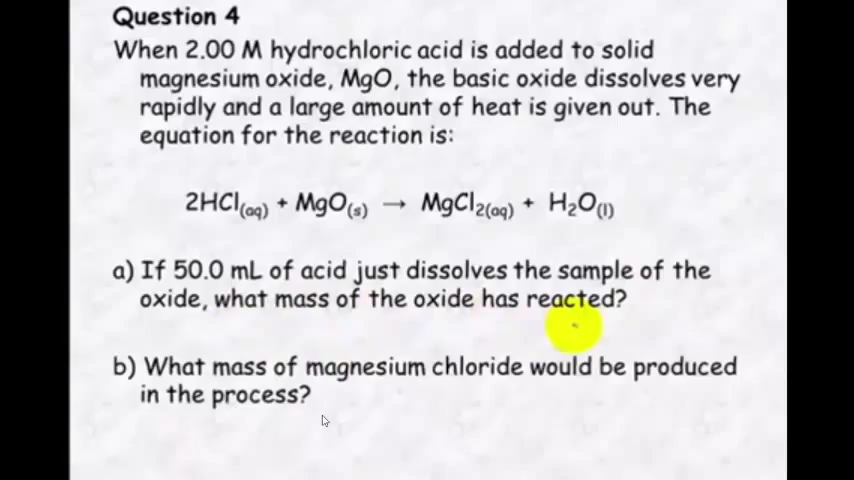 Question 4
When 2.00 M hydrochloric acid is added to solid
magnesium oxide, MgO, the basic oxide dissolves very
rapidly and a large amount of heat is given out. The
equation for the reaction is:
2HCl(aq) + MgO(s) → MgCl2(aq) + H2O(l)
a) If 50.0 mL of acid just dissolves the sample of the
oxide, what mass of the oxide has reacted?
b) What mass of magnesium chloride would be produced
in the process?